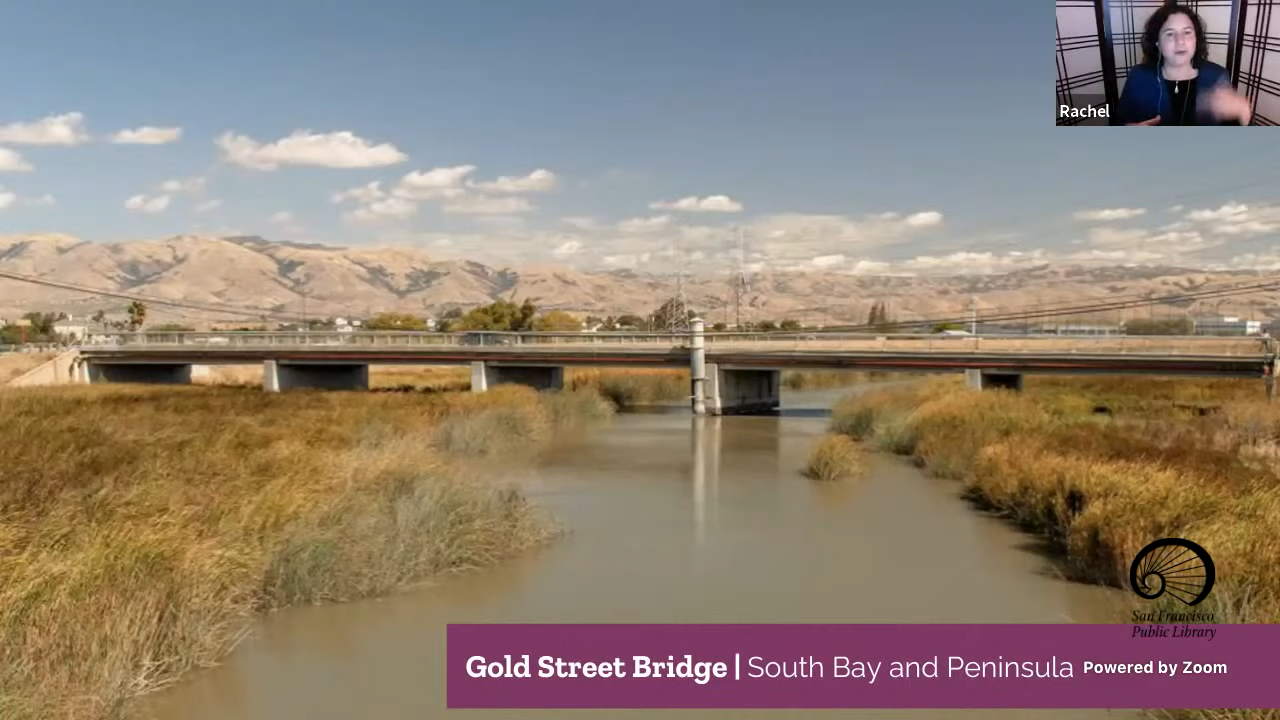 Rachel
San Francisco
Public Library
Gold Street Bridge | South Bay and Peninsula
Powered by Zoom